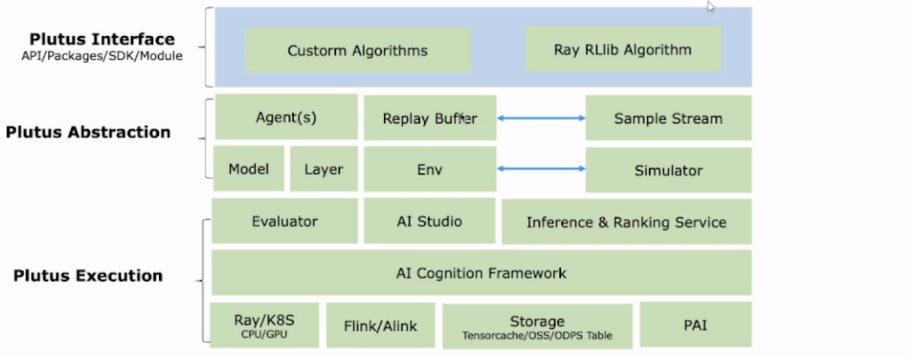 Plutus Interface
API/Packages/SDK/Module
Custorm Algorithms
Ray RLlib Algorithm
Plutus Abstraction
Agent(s)
Replay Buffer
Sample Stream
Model
Layer
Env
Simulator
Plutus Execution
Evaluator
AI Studio
Inference & Ranking Service
AI Cognition Framework
Ray/K8S
CPU/GPU
Flink/Alink
Storage
Tensorcache/OSS/ODPS Table
PAI